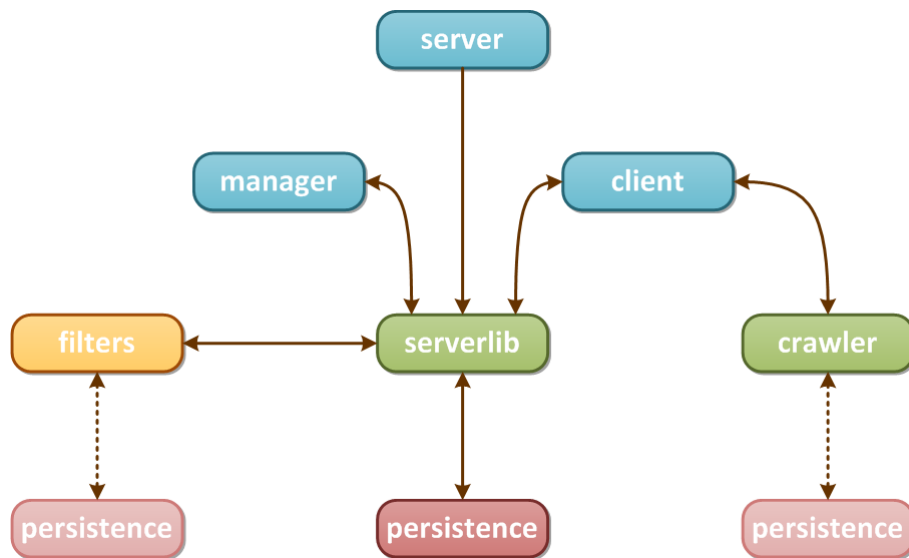 server
manager
client
filters
serverlib
crawler
persistence
persistence
persistence